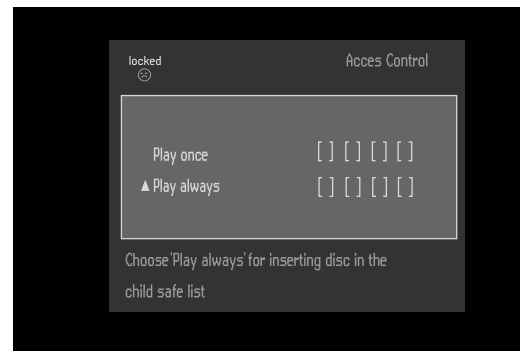 locked
Acces Control
Play once [ ] [ ] [ ] [ ]
▲ Play always [ ] [ ] [ ] [ ]
Choose 'Play always' for inserting disc in the
child safe list